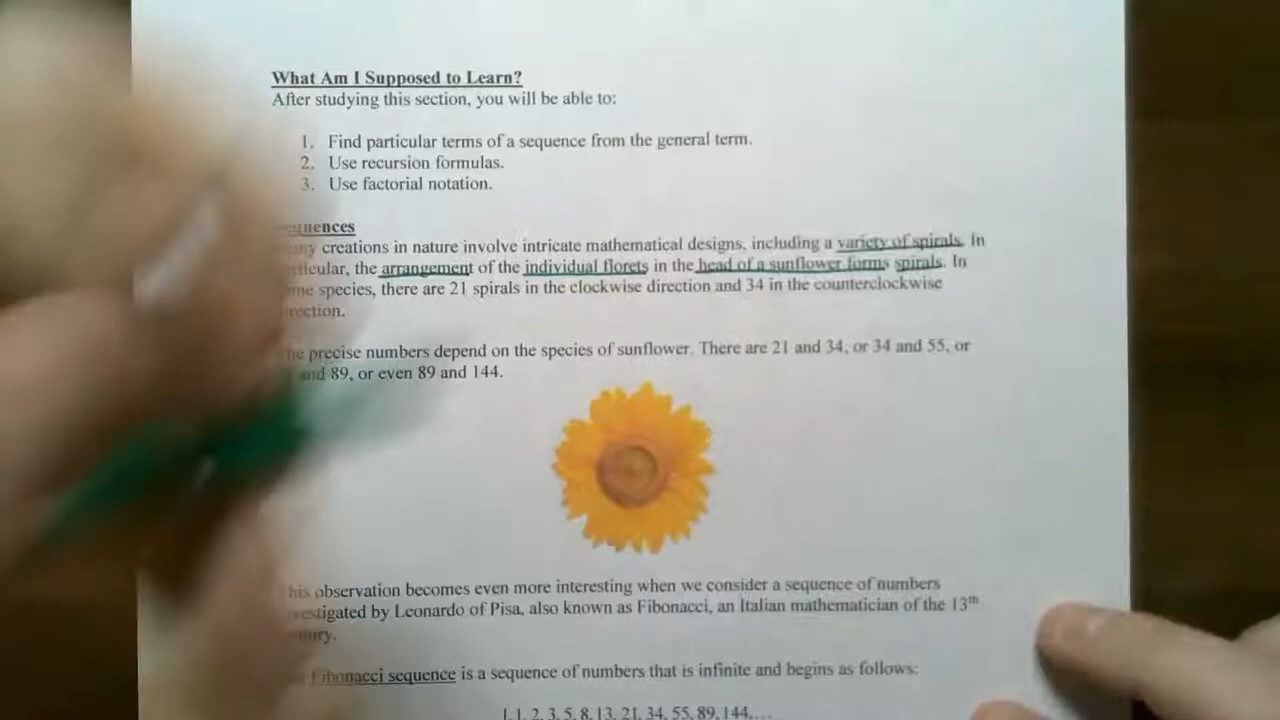 What Am I Supposed to Learn?
After studying this section, you will be able to:
1. Find particular terms of a sequence from the general term.
2. Use recursion formulas.
3. Use factorial notation.
creations in nature involve intricate mathematical designs, including a variety of spirals. In
the arrangement of the individual florets in the head of a sunflower forms spirals. In
species, there are 21 spirals in the clockwise direction and 34 in the counterclockwise
precise numbers depend on the species of sunflower. There are 21 and 34, or 34 and 55, or
and 89, or even 89 and 144.
observation becomes even more interesting when we consider a sequence of numbers
by Leonardo of Pisa, also known as Fibonacci, an Italian mathematician of the 13th
Fibonacci sequence is a sequence of numbers that is infinite and begins as follows:
1, 1, 2, 3, 5, 8, 13, 21, 34, 55, 89, 144,…